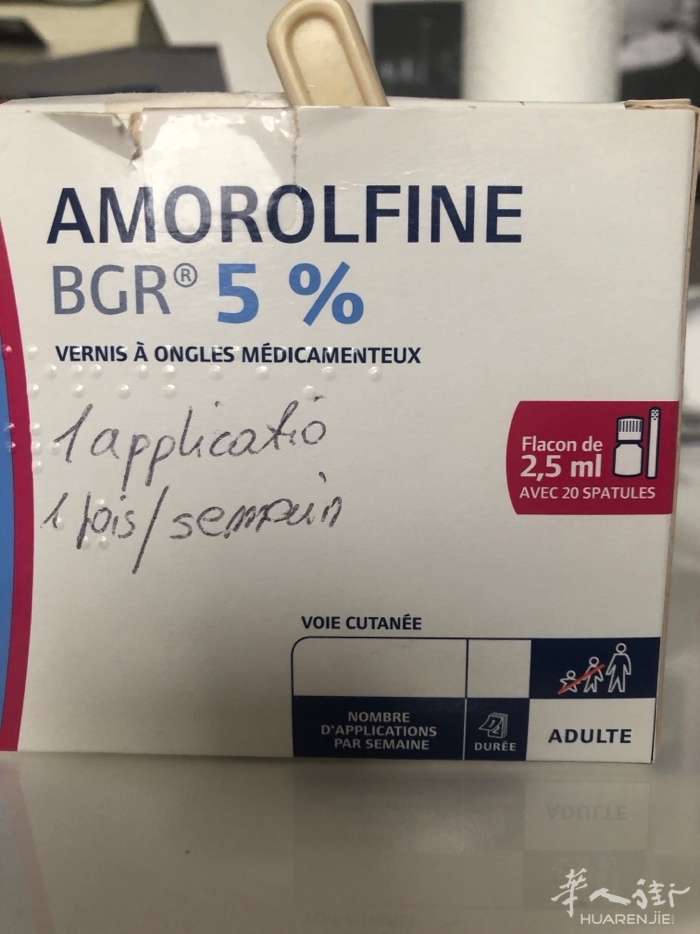 AMOROLFINE
BGR® 5 %
VERNIS À ONGLES MÉDICAMENTEUX
1 applicatio
1 fois/semain
Flacon de
2,5 ml
AVEC 20 SPATULES
VOIE CUTANÉE
NOMBRE
D'APPLICATIONS
PAR SEMAINE
DURÉE
ADULTE
华人街
HUARENJIE